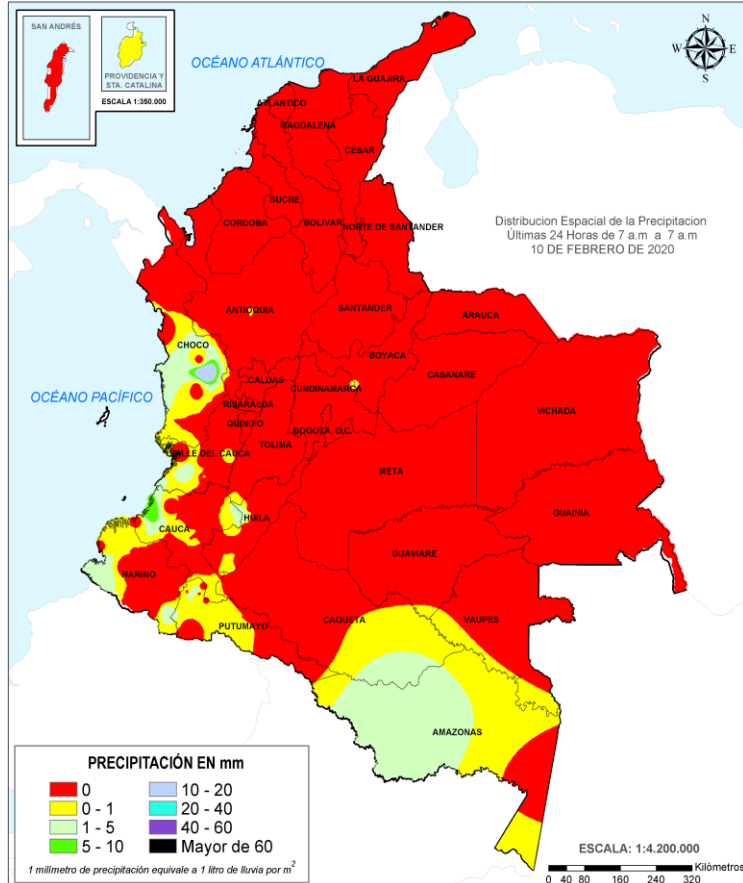 SAN ANDRÉS
PROVIDENCIA Y
STA. CATALINA
ESCALA 1:350.000
OCÉANO ATLÁNTICO
N
W
E
S
LA GUAJIRA
ATLANTICO
MAGDALENA
CESAR
SUCRE
CORDOBA
BOLIVAR
NORTE DE SANTANDER
Distribucion Espacial de la Precipitacion
Últimas 24 Horas de 7 a.m a 7 a.m
10 DE FEBRERO DE 2020
ANTIOQUIA
SANTANDER
ARAUCA
CHOCO
BOYACA
CASANARE
CALDAS
CUNDINAMARCA
OCÉANO PACÍFICO
RISARALDA
VICHADA
QUINDIO
BOGOTA, D.C.
TOLIMA
VALLE DEL CAUCA
META
GUAINIA
HUILA
CAUCA
GUAVIARE
NARIÑO
CAQUETA
VAUPES
PUTUMAYO
AMAZONAS
PRECIPITACIÓN EN mm
0
0 - 1
1 - 5
5 - 10
10 - 20
20 - 40
40 - 60
Mayor de 60
1 milímetro de precipitación equivale a 1 litro de lluvia por m²
ESCALA: 1:4.200.000
Kilómetros
0 40 80 160 240 320